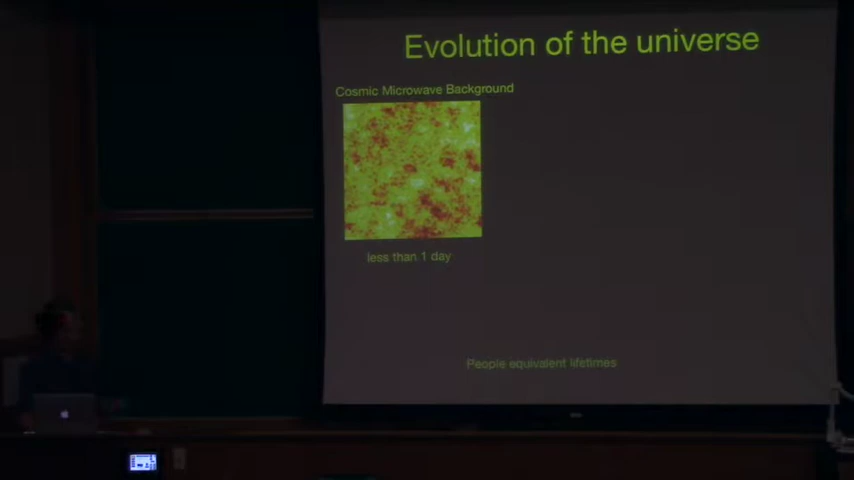 Evolution of the universe
Cosmic Microwave Background
less than 1 day
People equivalent lifetimes